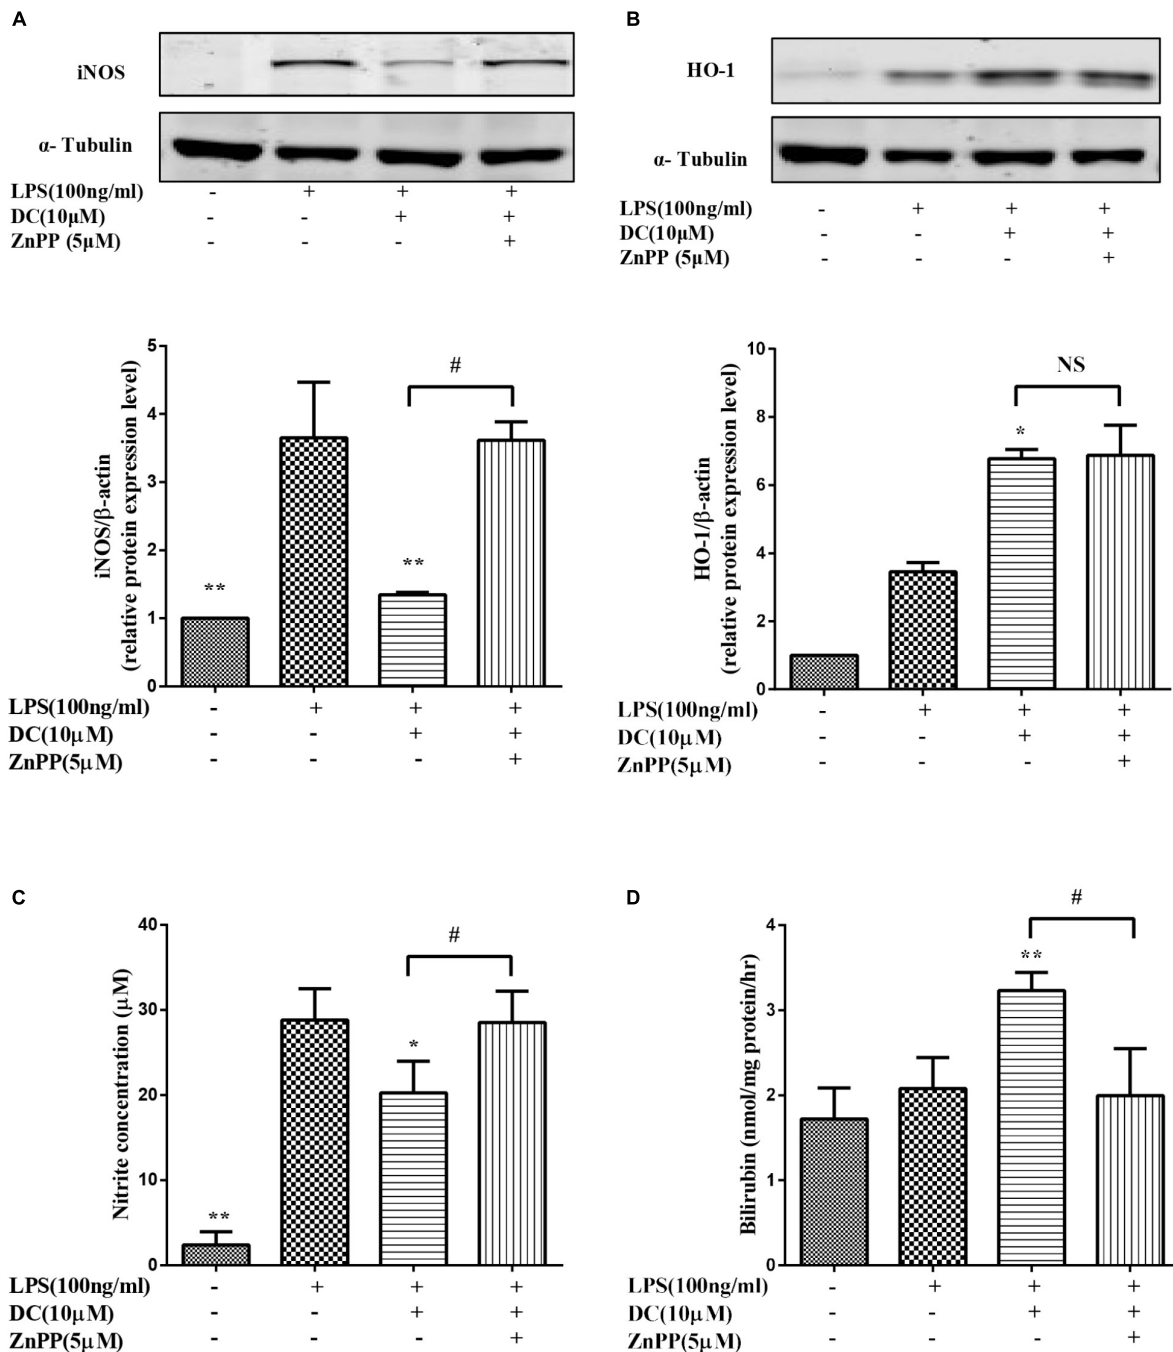 A
iNOS
α- Tubulin
LPS(100ng/ml) - + + +
DC(10µM) - - + +
ZnPP (5µM) - - - +
B
HO-1
α- Tubulin
LPS(100ng/ml) - + + +
DC(10µM) - - + +
ZnPP (5µM) - - - +
iNOS/β-actin
(relative protein expression level)
5
4
3
2
1
0
**
**
#
LPS(100ng/ml) - + + +
DC(10µM) - - + +
ZnPP(5µM) - - - +
HO-1/β-actin
(relative protein expression level)
10
8
6
4
2
0
*
NS
LPS(100ng/ml) - + + +
DC(10µM) - - + +
ZnPP(5µM) - - - +
C
Nitrite concentration (µM)
40
30
20
10
0
**
*
#
LPS(100ng/ml) - + + +
DC(10µM) - - + +
ZnPP(5µM) - - - +
D
Bilirubin (nmol/mg protein/hr)
4
3
2
1
0
**
#
LPS(100ng/ml) - + + +
DC(10µM) - - + +
ZnPP(5µM) - - - +